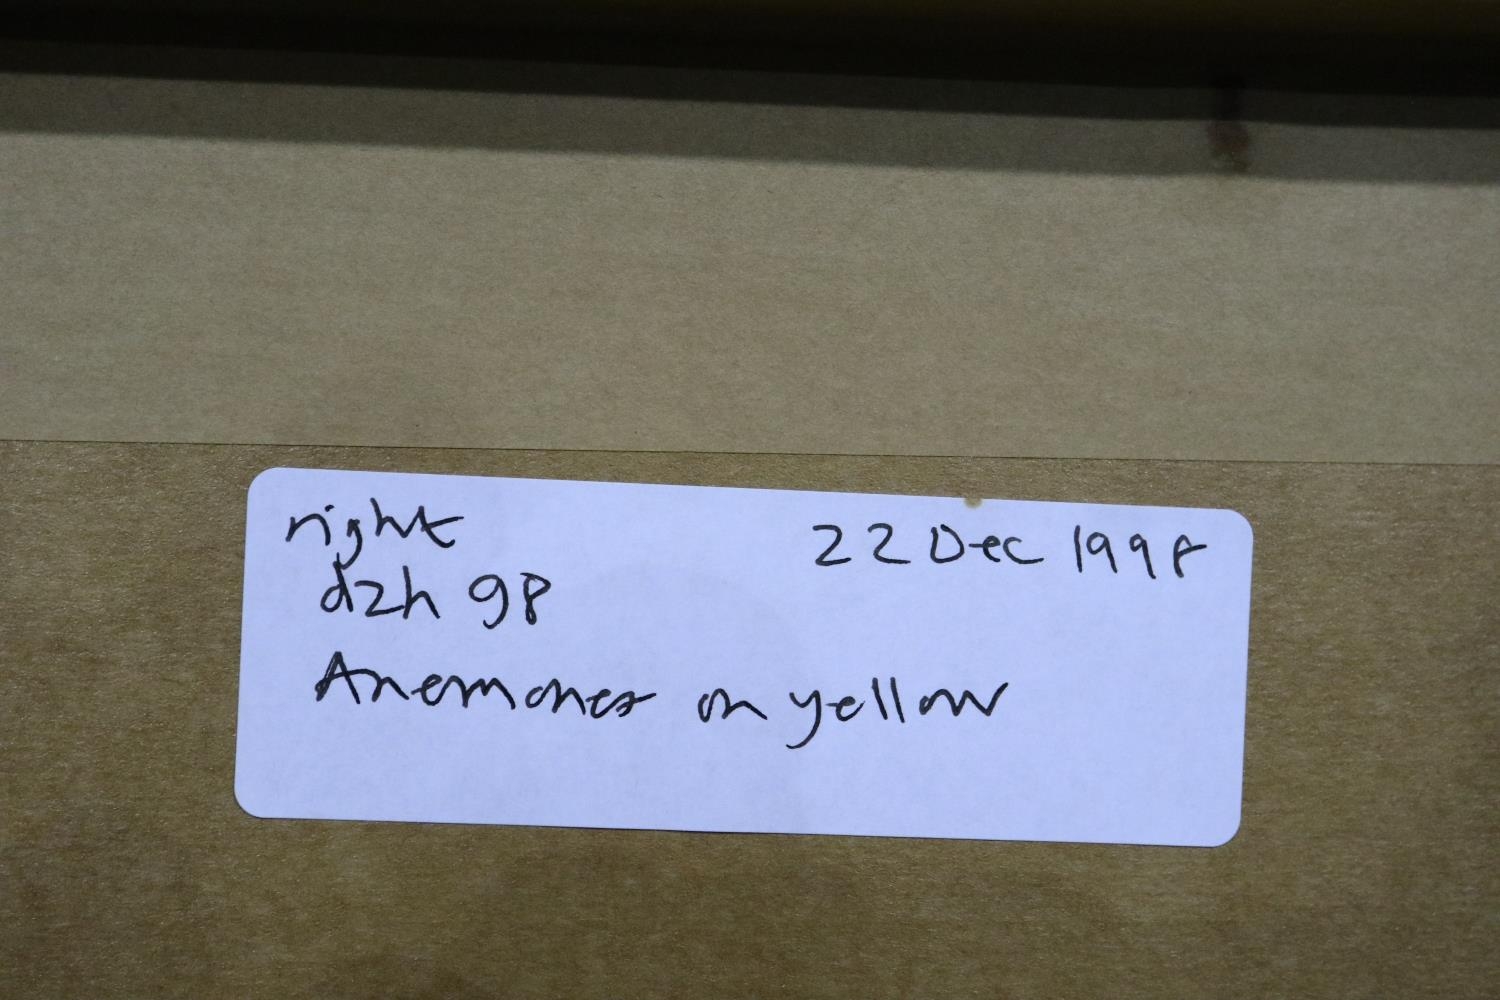 right 22 Dec 1998
dzh 98
Anemones on yellow